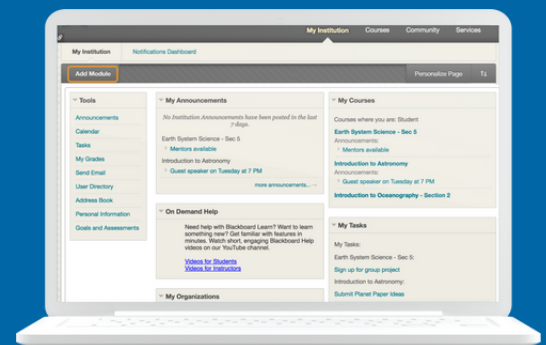 My Institution Courses Community Services
My Institution Notifications Dashboard
Add Module Personalize Page
Tools
Announcements
Calendar
Tasks
My Grades
Send Email
User Directory
Address Book
Personal Information
Goals and Assessments
My Announcements
No Institution Announcements have been posted in the last
7 days.
Earth System Science - Sec 5
Mentors available
Introduction to Astronomy
Guest speaker on Tuesday at 7 PM
more announcements...
On Demand Help
Need help with Blackboard Learn? Want to learn
something new? Get familiar with features in
minutes. Watch short, engaging Blackboard Help
videos on our YouTube channel.
Videos for Students
Videos for Instructors
My Organizations
My Courses
Courses where you are: Student
Earth System Science - Sec 5
Announcements:
Mentors available
Introduction to Astronomy
Announcements:
Guest speaker on Tuesday at 7 PM
Introduction to Oceanography - Section 2
My Tasks
My Tasks:
Earth System Science - Sec 5:
Sign up for group project
Introduction to Astronomy:
Submit Planet Paper Ideas